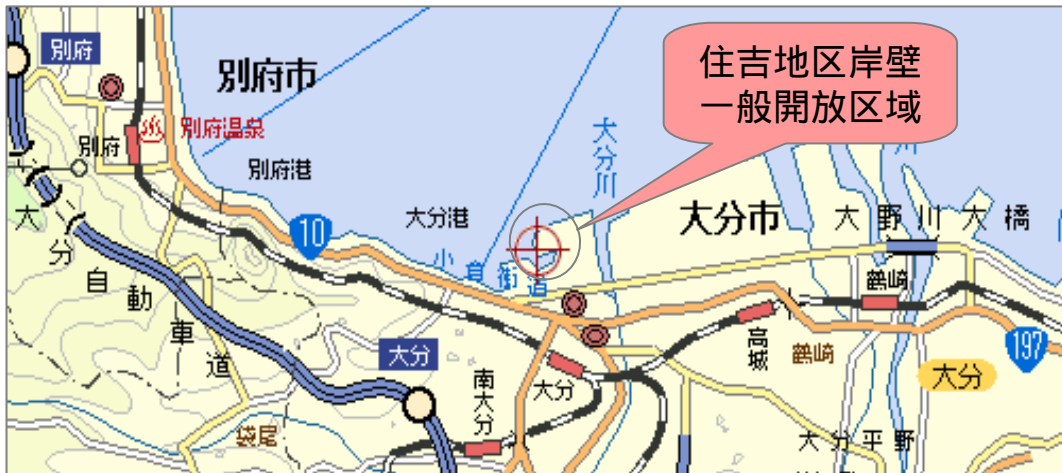 別府
別府市
住吉地区岸壁
一般開放区域
別府温泉
別府
別府港
大分川
大分港
大分市
大野川大橋
10
小倉街道
鶴崎
大分自動車道
高城
鶴崎
197
大分
大分
大分
南大分
袋尾
大分平野